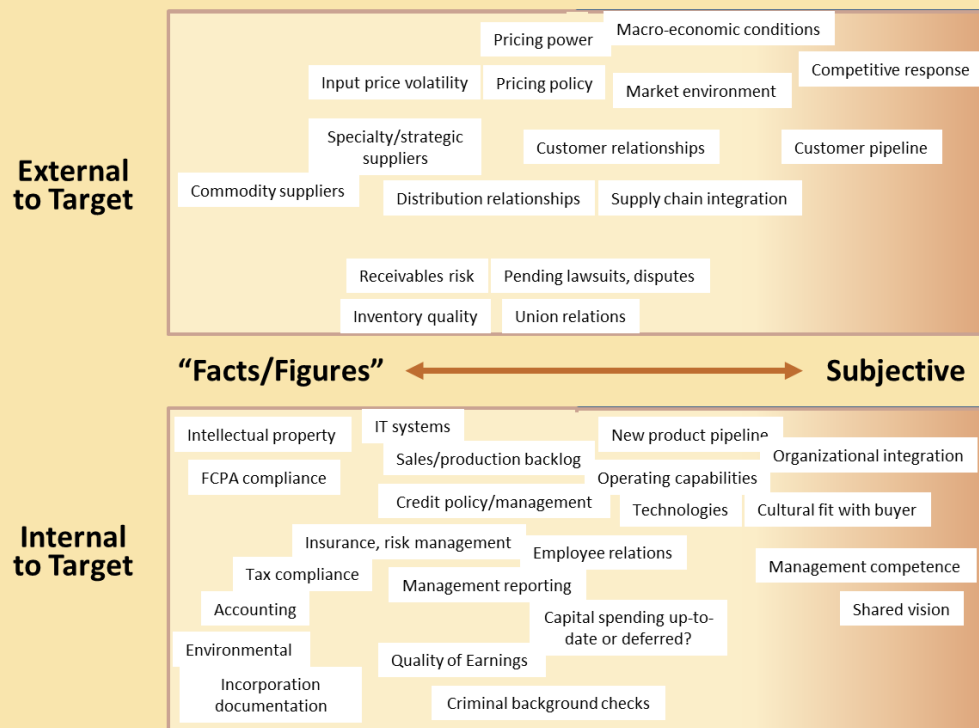 Macro-economic conditions
Pricing power
Competitive response
Input price volatility
Pricing policy
Market environment
External
to Target
Specialty/strategic
suppliers
Customer relationships
Customer pipeline
Commodity suppliers
Distribution relationships
Supply chain integration
Receivables risk
Pending lawsuits, disputes
Inventory quality
Union relations
“Facts/Figures”
Subjective
Internal
to Target
Intellectual property
IT systems
New product pipeline
Sales/production backlog
Organizational integration
FCPA compliance
Operating capabilities
Credit policy/management
Technologies
Cultural fit with buyer
Insurance, risk management
Employee relations
Tax compliance
Management reporting
Management competence
Accounting
Capital spending up-to-
date or deferred?
Shared vision
Environmental
Quality of Earnings
Incorporation
documentation
Criminal background checks